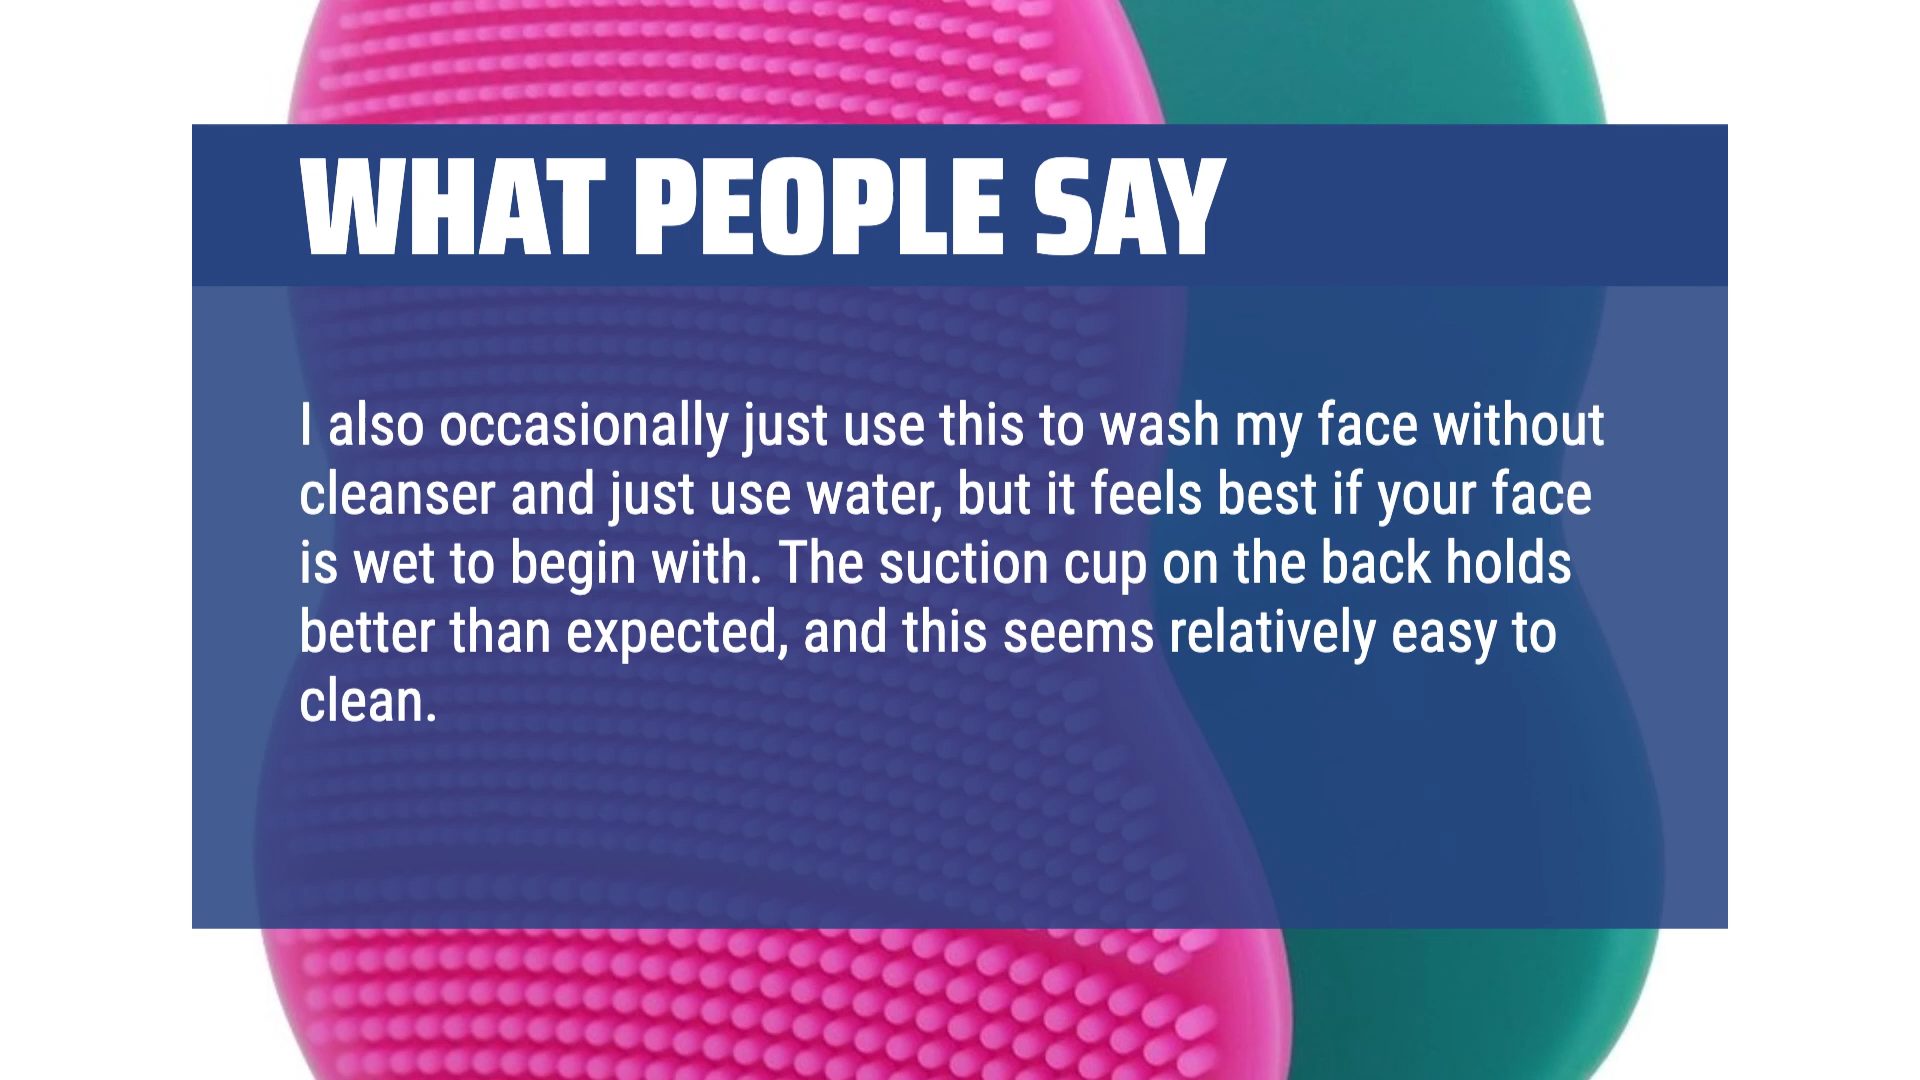 WHAT PEOPLE SAY
I also occasionally just use this to wash my face without
cleanser and just use water, but it feels best if your face
is wet to begin with. The suction cup on the back holds
better than expected, and this seems relatively easy to
clean.